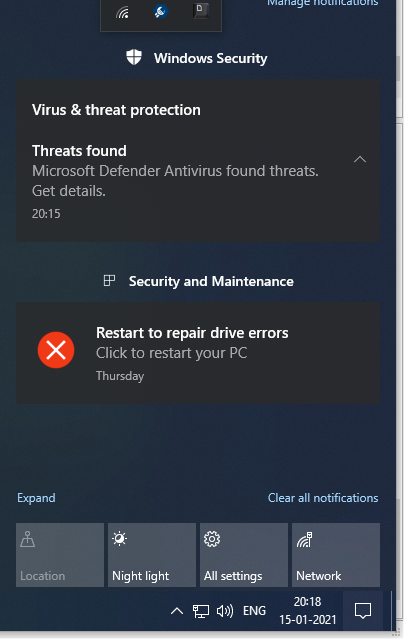 Manage notifications
Windows Security
Virus & threat protection
Threats found
Microsoft Defender Antivirus found threats.
Get details.
20:15
Security and Maintenance
Restart to repair drive errors
Click to restart your PC
Thursday
Expand
Clear all notifications
Location
Night light
All settings
Network
ENG
20:18
15-01-2021